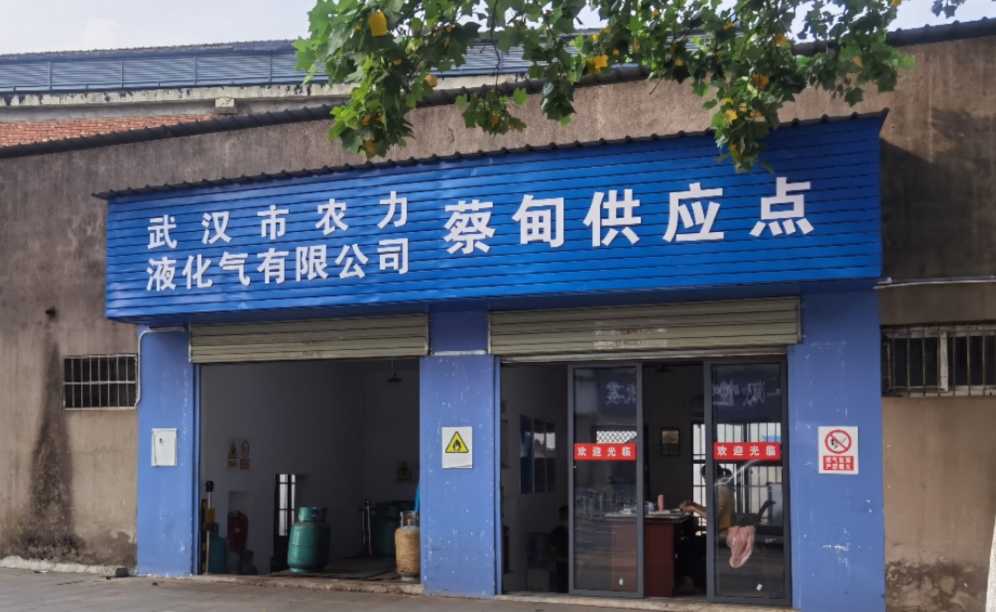 武汉市农力
液化气有限公司
蔡甸供应点
欢迎光临
欢迎光临